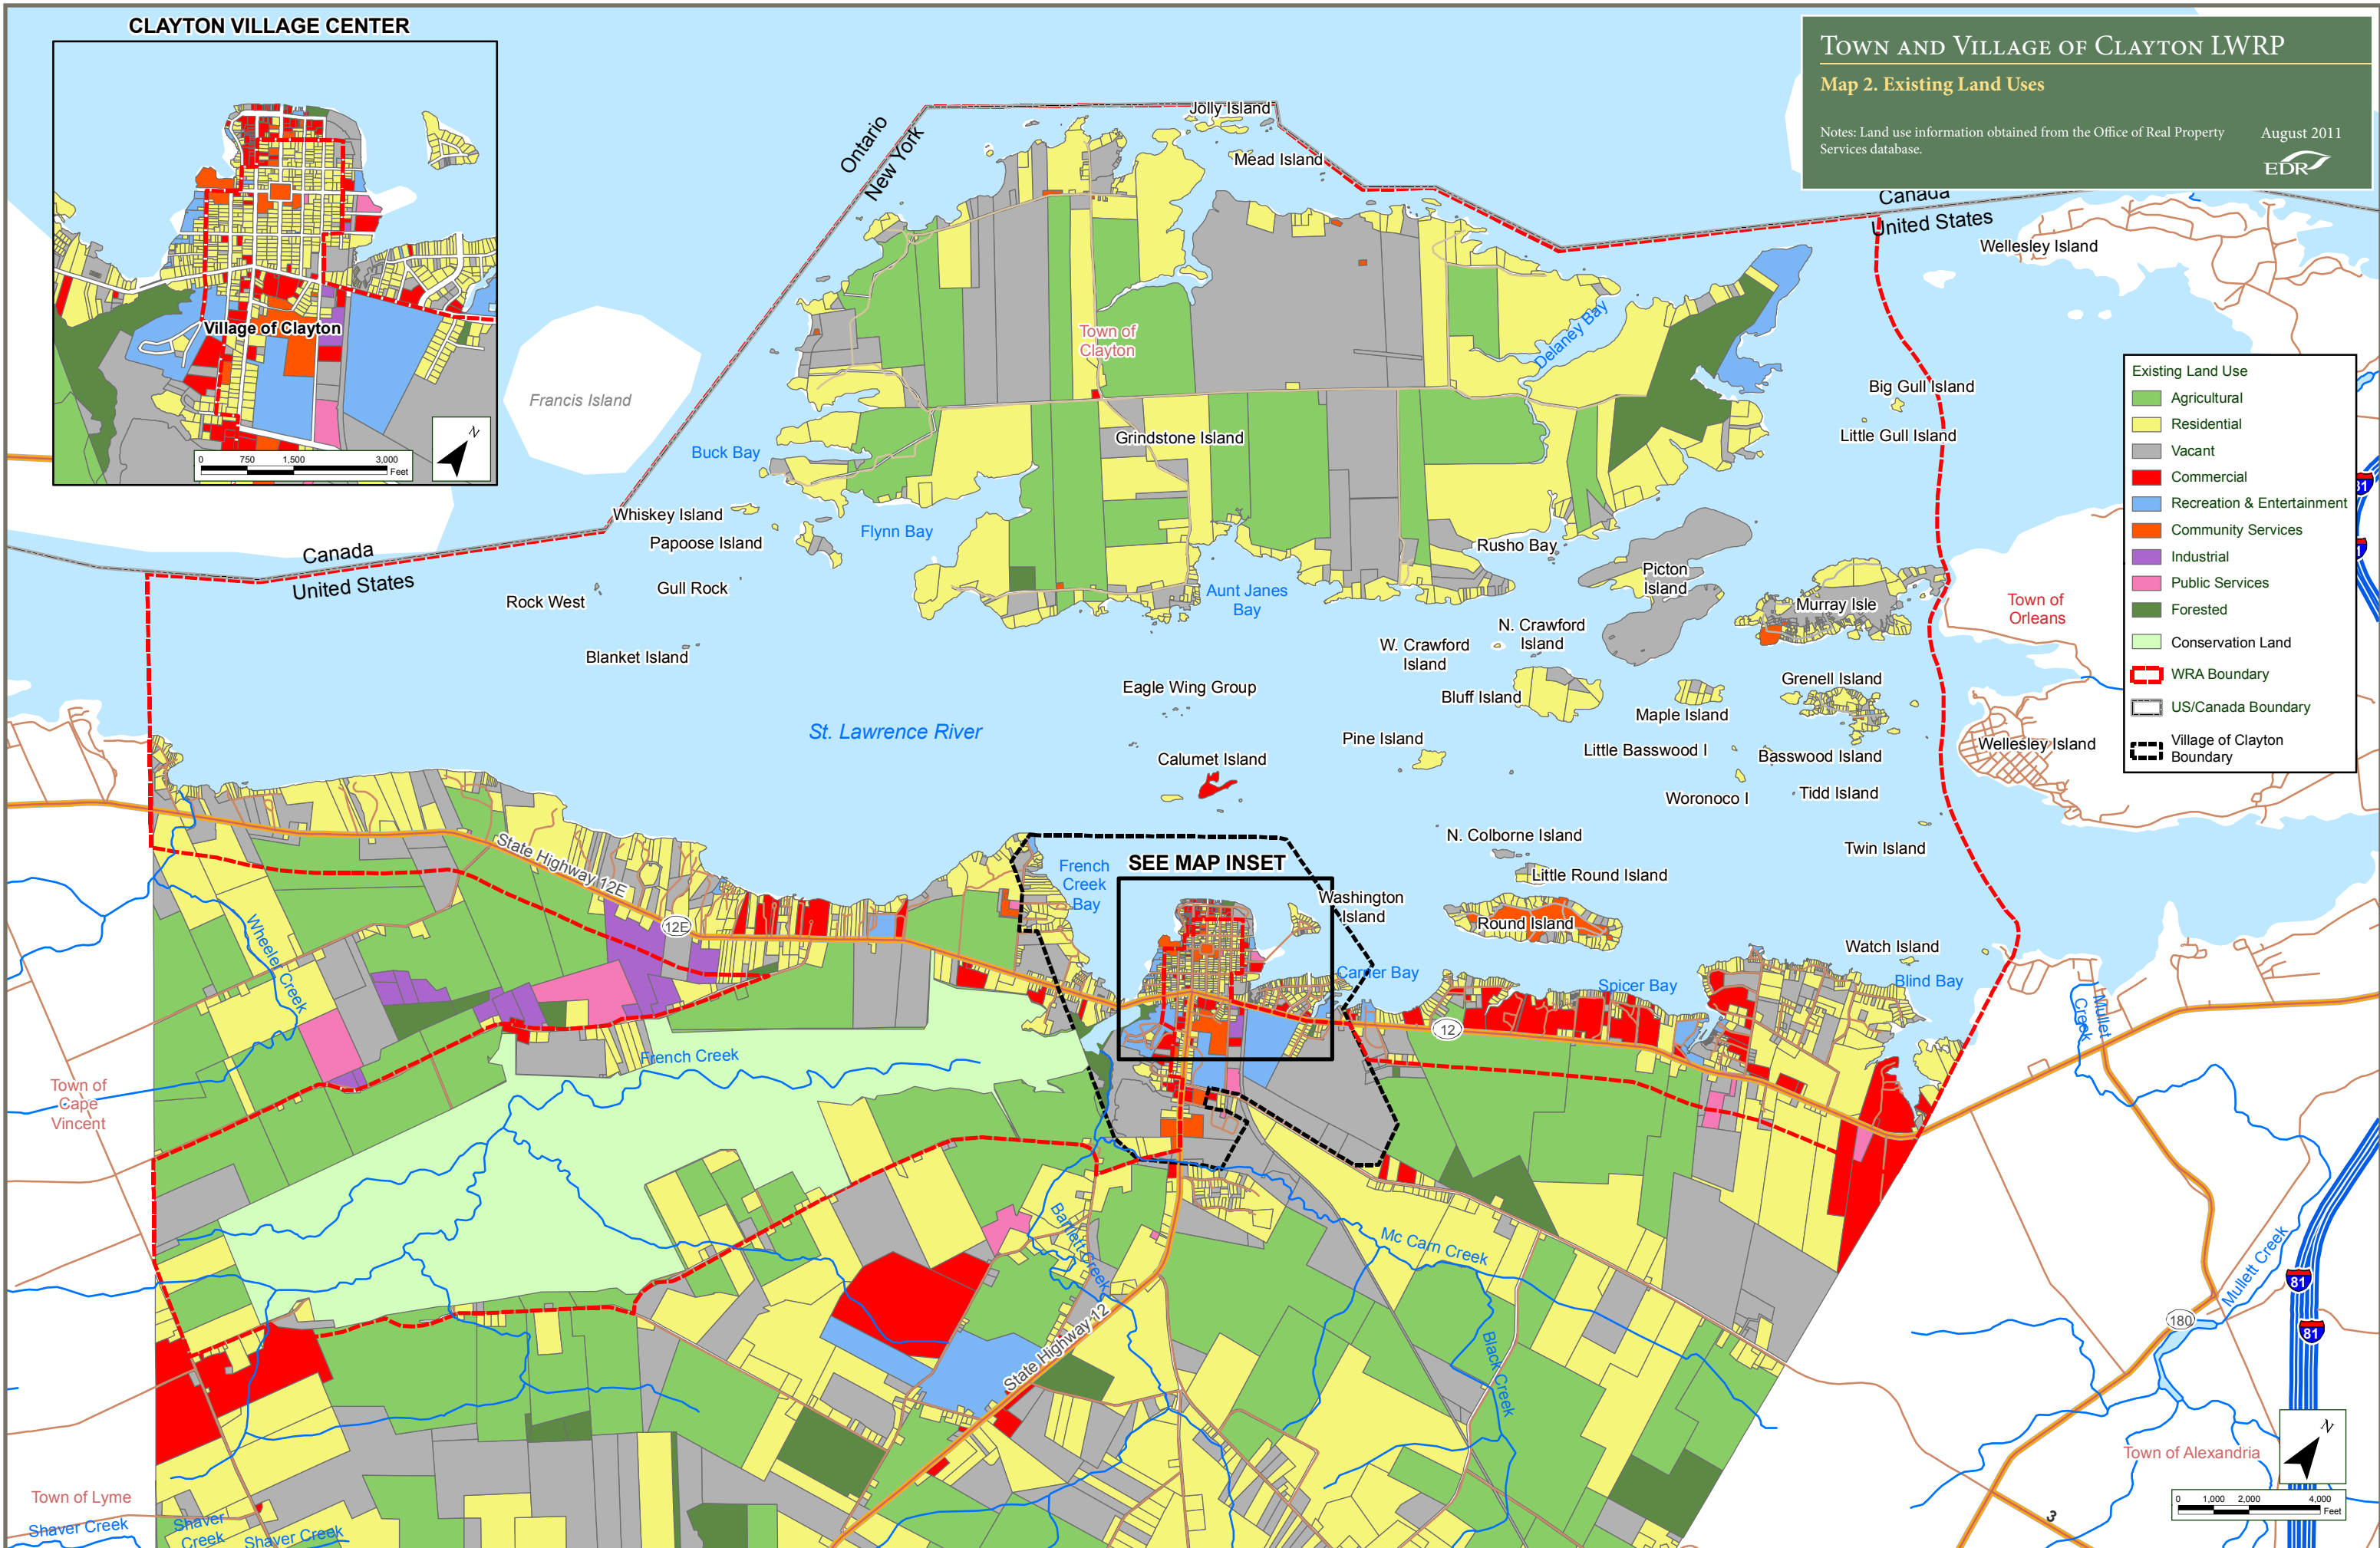 CLAYTON VILLAGE CENTER
Village of Clayton
0 750 1,500 3,000
Feet
N
TOWN AND VILLAGE OF CLAYTON LWRP
Map 2. Existing Land Uses
Notes: Land use information obtained from the Office of Real Property
Services database.
August 2011
EDR
Ontario
New York
Jolly Island
Mead Island
Canada
United States
Wellesley Island
Town of
Clayton
Delaney Bay
Francis Island
Big Gull Island
Little Gull Island
Grindstone Island
Buck Bay
Whiskey Island
Flynn Bay
Papoose Island
Canada
United States
Gull Rock
Rock West
Blanket Island
Aunt Janes
Bay
Rusho Bay
Picton
Island
Murray Isle
Town of
Orleans
N. Crawford
Island
W. Crawford
Island
Eagle Wing Group
Bluff Island
Grenell Island
Maple Island
St. Lawrence River
Pine Island
Little Basswood I
Basswood Island
Wellesley Island
Calumet Island
Woronoco I
Tidd Island
N. Colborne Island
Twin Island
Existing Land Use
Agricultural
Residential
Vacant
Commercial
Recreation & Entertainment
Community Services
Industrial
Public Services
Forested
Conservation Land
WRA Boundary
US/Canada Boundary
Village of Clayton
Boundary
81
State Highway 12E
12E
French
Creek
Bay
SEE MAP INSET
Little Round Island
Washington
Island
Round Island
Watch Island
Carrier Bay
Spicer Bay
Blind Bay
12
Wheeler Creek
French Creek
Mullet
Creek
Town of
Cape
Vincent
Bartlett Creek
Mc Carn Creek
State Highway 12
Black Creek
Mullett Creek
81
81
180
Town of Alexandria
N
0 1,000 2,000 4,000
Feet
3
Town of Lyme
Shaver Creek
Shaver
Creek
Shaver Creek